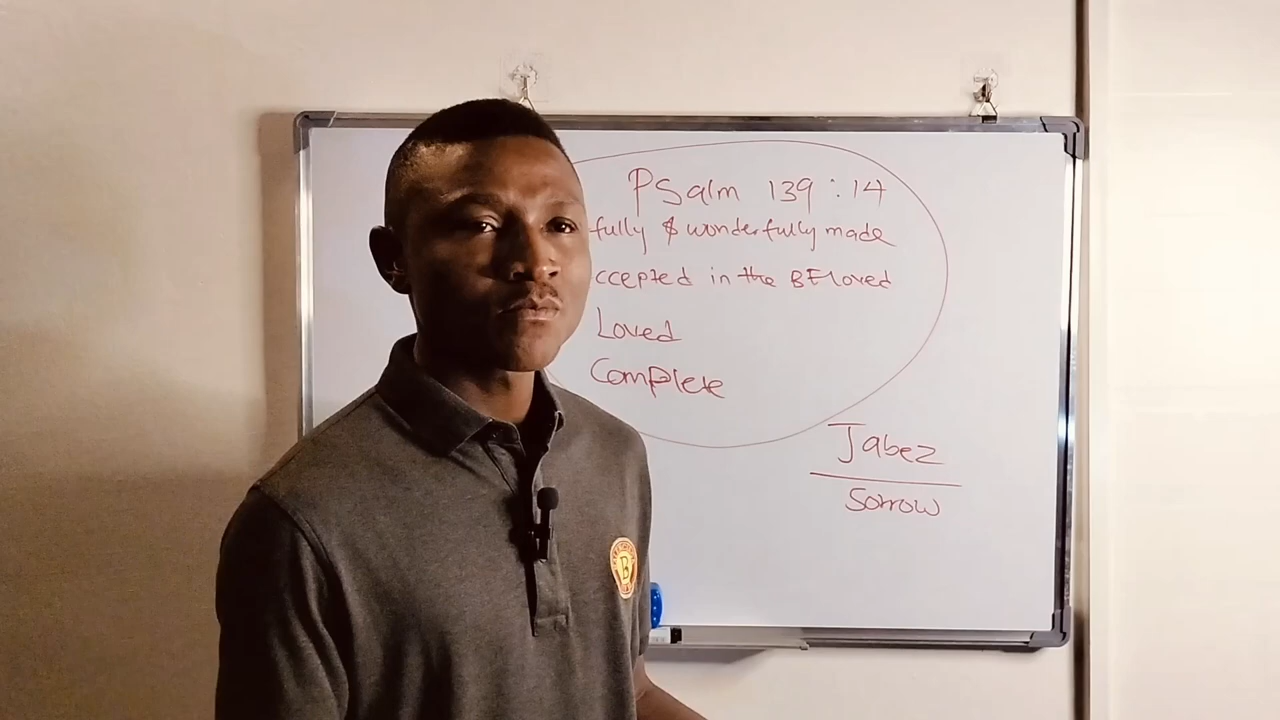 Psalm 139:14
fully & wonderfully made
ccepted in the BEloved
Loved
Complete
Jabez
Sorrow
B